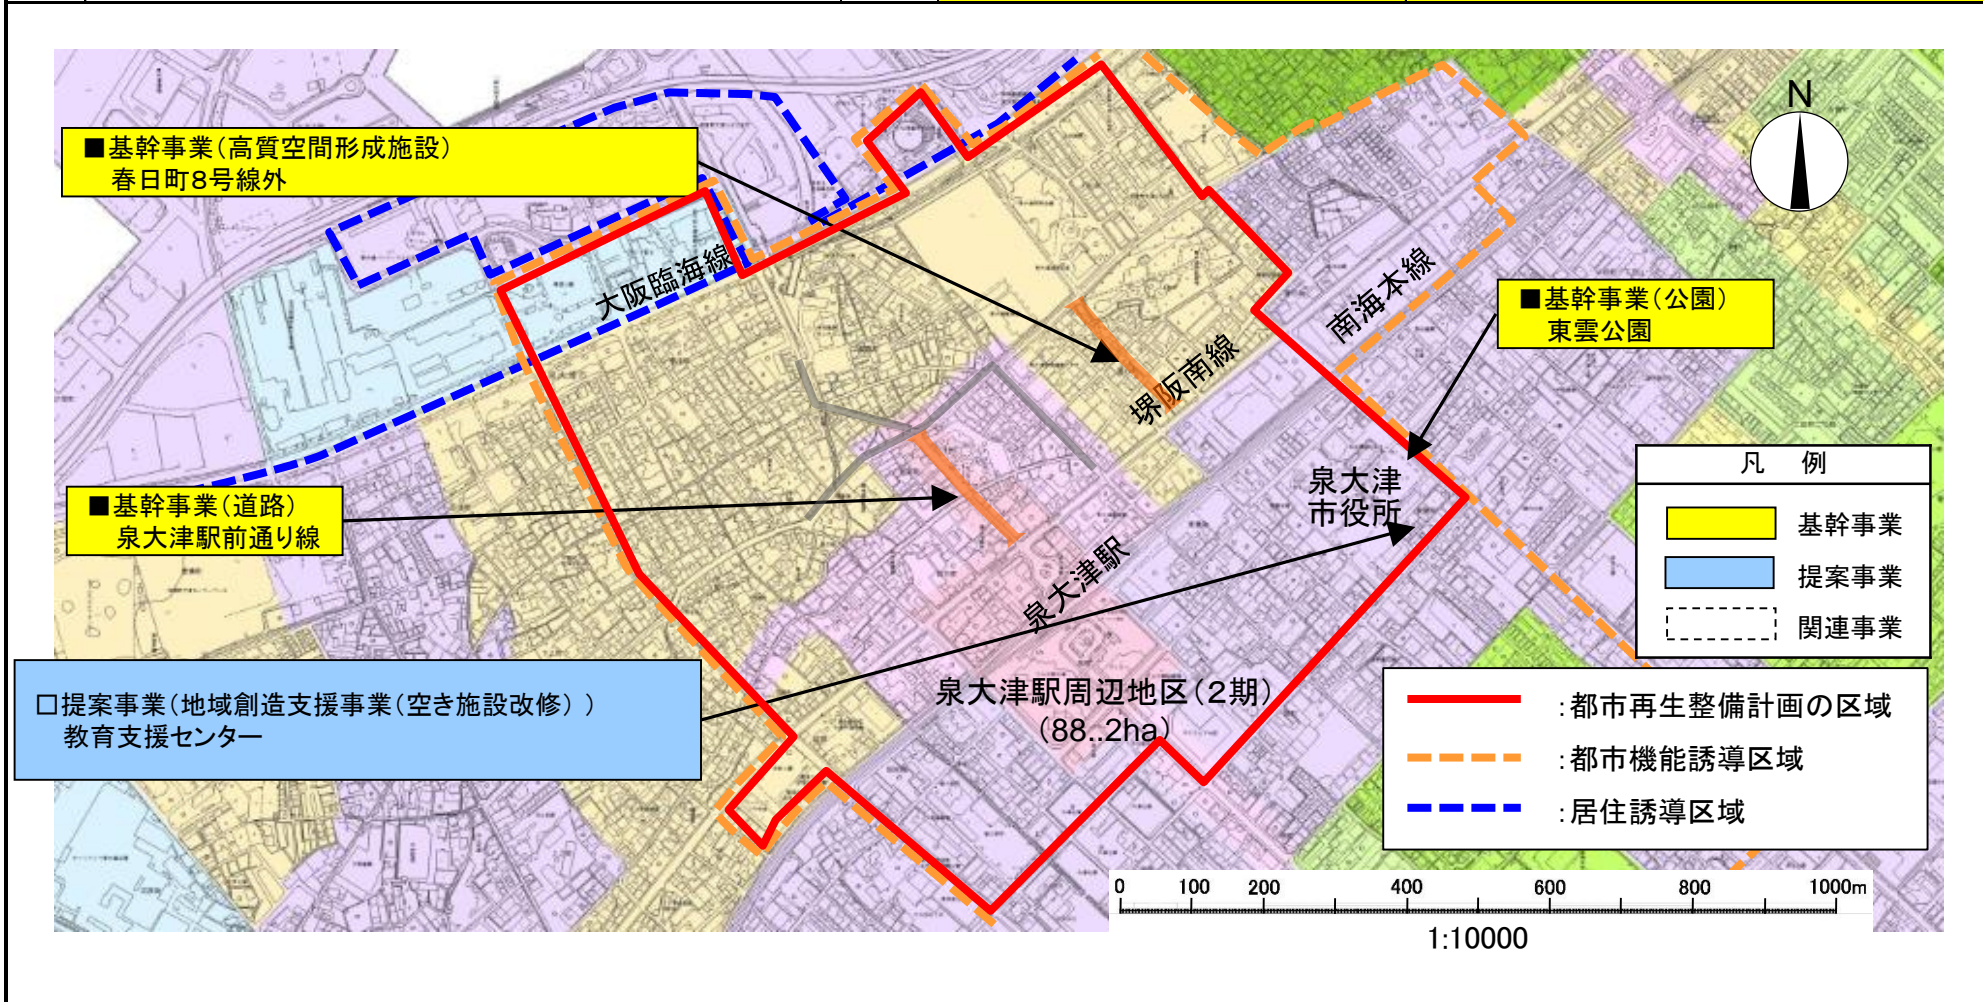 N
■基幹事業（高質空間形成施設）
春日町８号線外
大阪臨海線
南海本線
■基幹事業（公園）
東雲公園
堺阪南線
凡　例
基幹事業
提案事業
関連事業
泉大津
市役所
■基幹事業（道路）
泉大津駅前通り線
泉大津駅
□提案事業（地域創造支援事業（空き施設改修））
教育支援センター
泉大津駅周辺地区（２期）
（88..2ha）
：都市再生整備計画の区域
：都市機能誘導区域
：居住誘導区域
0 100 200 400 600 800 1000m
1:10000